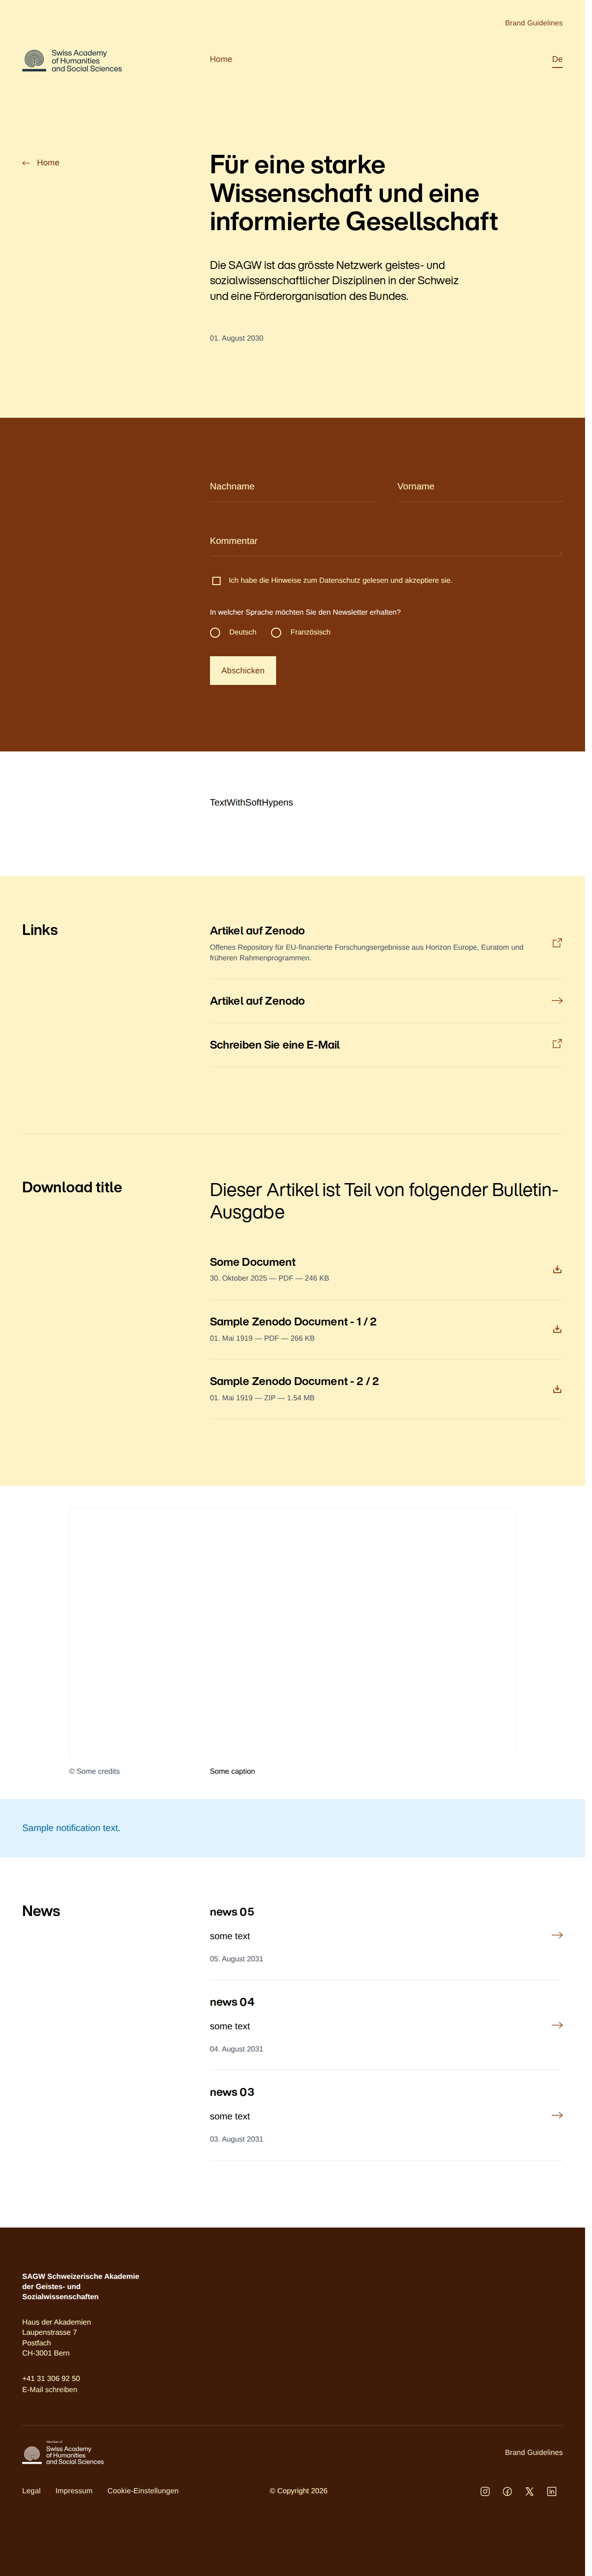 Brand Guidelines
Swiss Academy
of Humanities
and Social Sciences
Home
De
← Home
Für eine starke
Wissenschaft und eine
informierte Gesellschaft
Die SAGW ist das grösste Netzwerk geistes- und
sozialwissenschaftlicher Disziplinen in der Schweiz
und eine Förderorganisation des Bundes.
01. August 2030
Nachname
Vorname
Kommentar
Ich habe die Hinweise zum Datenschutz gelesen und akzeptiere sie.
In welcher Sprache möchten Sie den Newsletter erhalten?
Deutsch
Französisch
Abschicken
TextWithSoftHypens
Links
Artikel auf Zenodo
Offenes Repository für EU-finanzierte Forschungsergebnisse aus Horizon Europe, Euratom und
früheren Rahmenprogrammen.
Artikel auf Zenodo
Schreiben Sie eine E-Mail
Download title
Dieser Artikel ist Teil von folgender Bulletin-
Ausgabe
Some Document
30. Oktober 2025 — PDF — 246 KB
Sample Zenodo Document - 1 / 2
01. Mai 1919 — PDF — 266 KB
Sample Zenodo Document - 2 / 2
01. Mai 1919 — ZIP — 1.54 MB
© Some credits
Some caption
Sample notification text.
News
news 05
some text
05. August 2031
news 04
some text
04. August 2031
news 03
some text
03. August 2031
SAGW Schweizerische Akademie
der Geistes- und
Sozialwissenschaften
Haus der Akademien
Laupenstrasse 7
Postfach
CH-3001 Bern
+41 31 306 92 50
E-Mail schreiben
Member of
Swiss Academy
of Humanities
and Social Sciences
Brand Guidelines
Legal
Impressum
Cookie-Einstellungen
© Copyright 2026